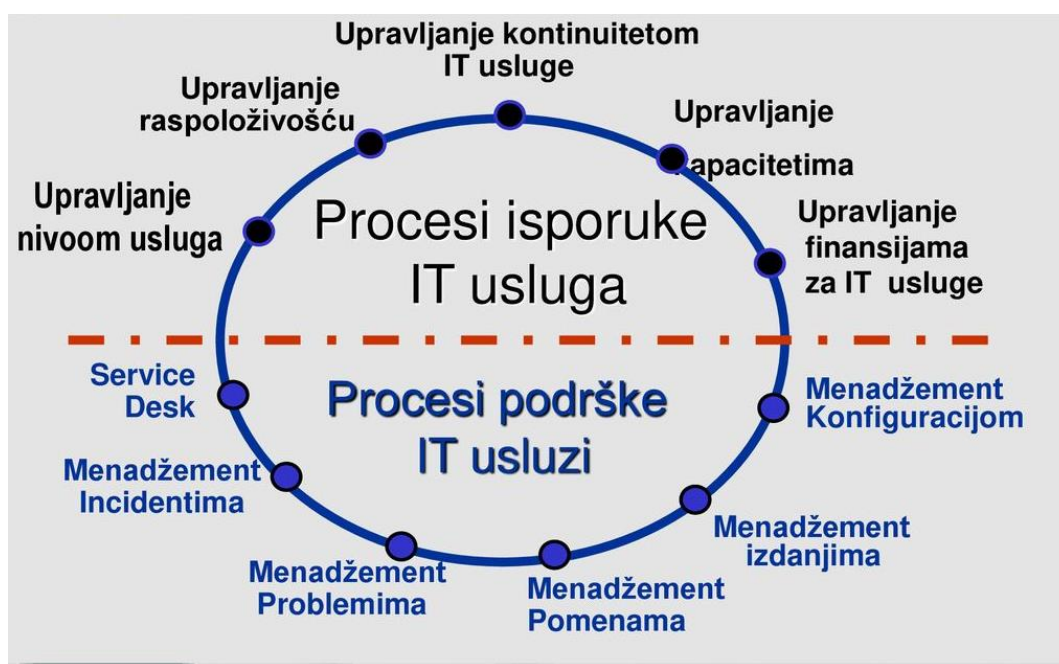 Upravljanje kontinuitetom
IT usluge
Upravljanje
raspoloživošću
Upravljanje
kapacitetima
Upravljanje
nivoom usluga
Upravljanje
finansijama
za IT usluge
Procesi isporuke
IT usluga
Service
Desk
Procesi podrške
IT usluzi
Menadžement
Konfiguracijom
Menadžement
Incidentima
Menadžement
izdanjima
Menadžement
Problemima
Menadžement
Pomenama